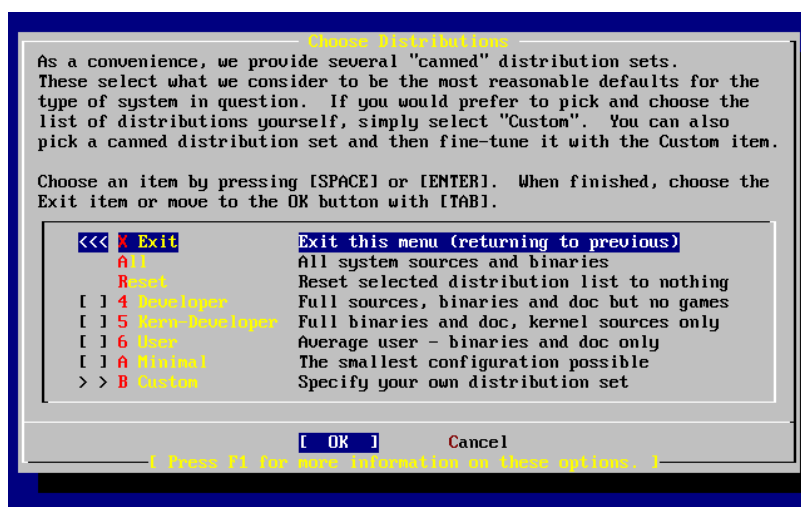 Choose Distributions
As a convenience, we provide several "canned" distribution sets.
These select what we consider to be the most reasonable defaults for the
type of system in question.  If you would prefer to pick and choose the
list of distributions yourself, simply select "Custom".  You can also
pick a canned distribution set and then fine-tune it with the Custom item.
Choose an item by pressing [SPACE] or [ENTER].  When finished, choose the
Exit item or move to the OK button with [TAB].
<<< X Exit Exit this menu (returning to previous)
All All system sources and binaries
Reset Reset selected distribution list to nothing
[ ] 4 Developer Full sources, binaries and doc but no games
[ ] 5 Kern-Developer Full binaries and doc, kernel sources only
[ ] 6 User Average user - binaries and doc only
[ ] A Minimal The smallest configuration possible
> > B Custom Specify your own distribution set
[ OK ] Cancel
[ Press F1 for more information on these options. ]